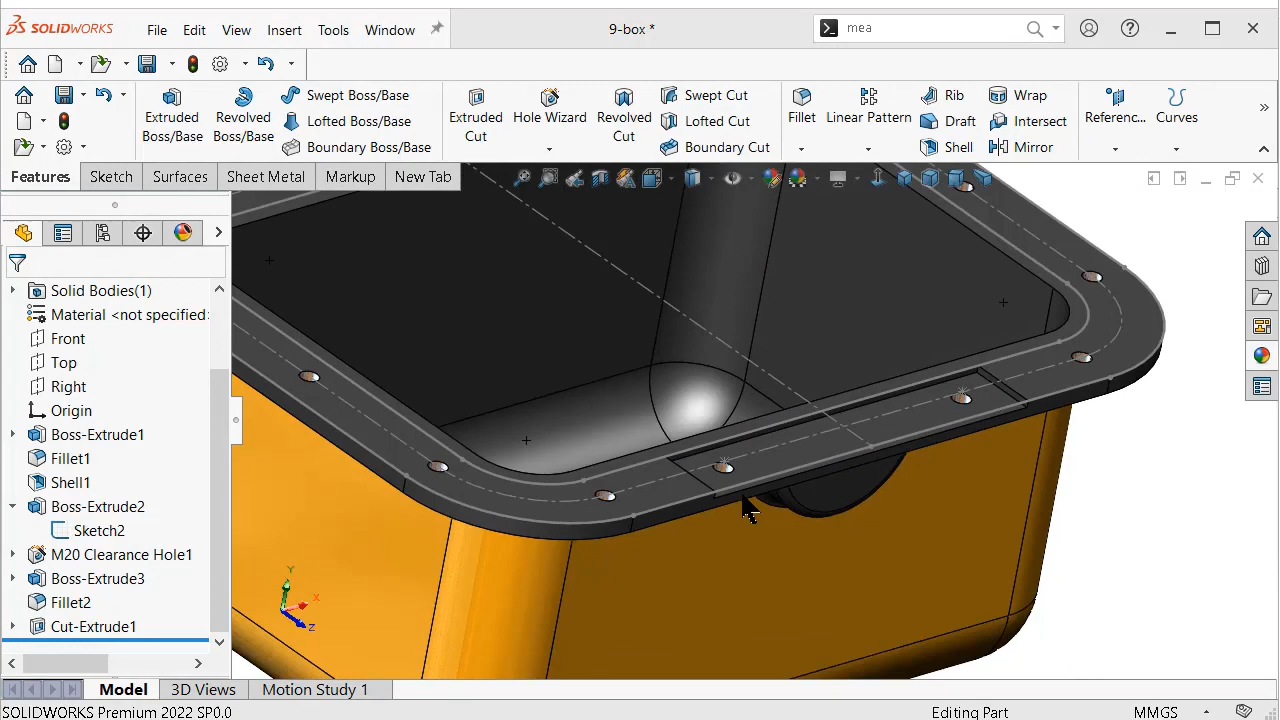 SOLIDWORKS
File Edit View Insert Tools Window
9-box *
mea
Extruded Boss/Base
Revolved Boss/Base
Swept Boss/Base
Lofted Boss/Base
Boundary Boss/Base
Extruded Cut
Hole Wizard
Revolved Cut
Swept Cut
Lofted Cut
Boundary Cut
Fillet
Linear Pattern
Rib
Draft
Shell
Wrap
Intersect
Mirror
Referenc...
Curves
Features Sketch Surfaces Sheet Metal Markup New Tab
Solid Bodies(1)
Material <not specified>
Front
Top
Right
Origin
Boss-Extrude1
Fillet1
Shell1
Boss-Extrude2
Sketch2
M20 Clearance Hole1
Boss-Extrude3
Fillet2
Cut-Extrude1
Y
X
Z
Model 3D Views Motion Study 1
SOLIDWORKS Premium 2022 SP0.0
Editing Part
MMGS